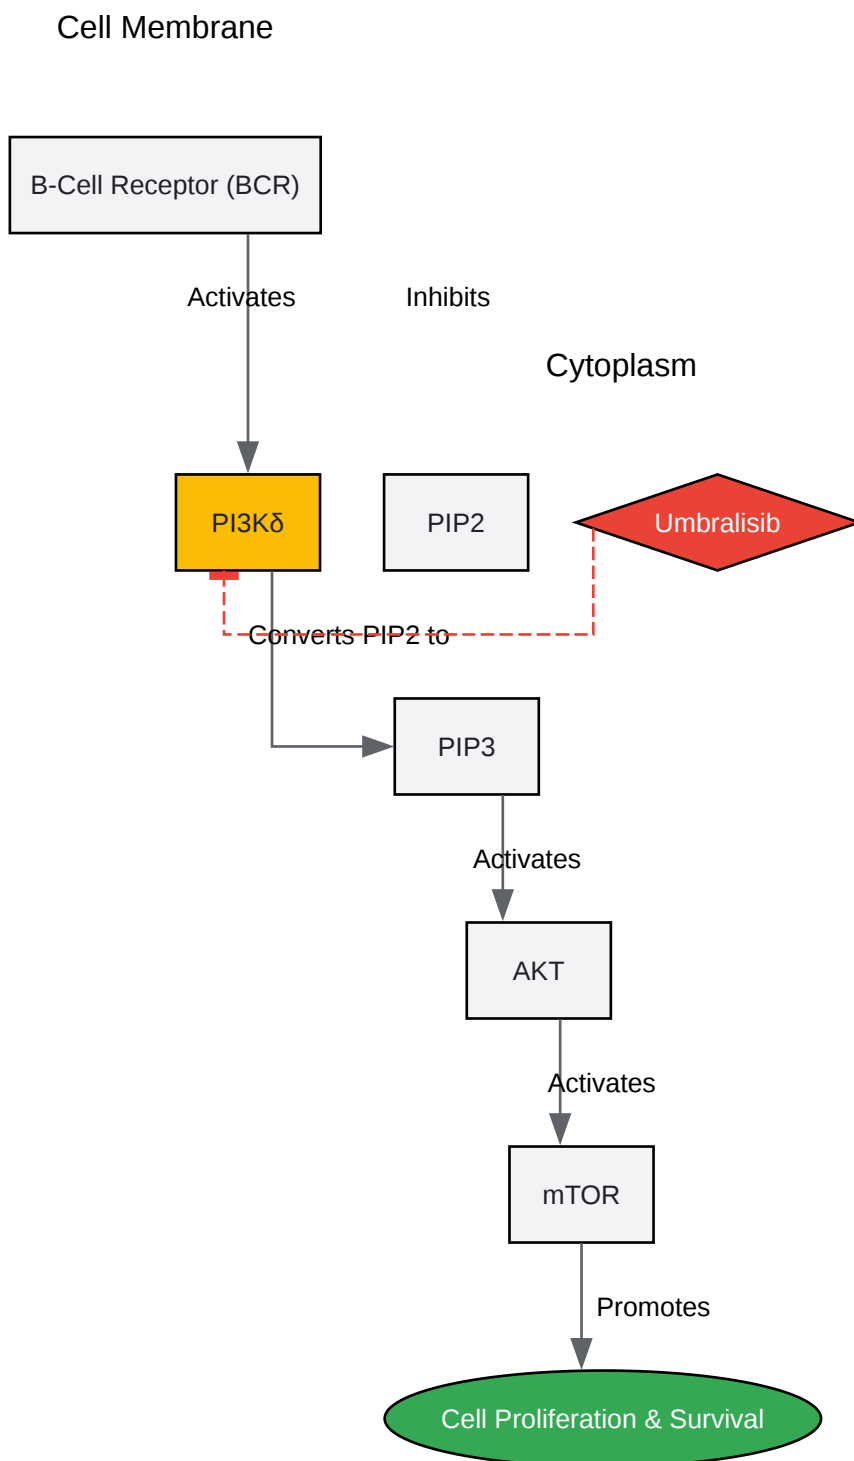 Cell Membrane
B-Cell Receptor (BCR)
Activates
Inhibits
Cytoplasm
PI3Kδ
PIP2
Umbralisib
Converts PIP2 to
PIP3
Activates
AKT
Activates
mTOR
Promotes
Cell Proliferation & Survival